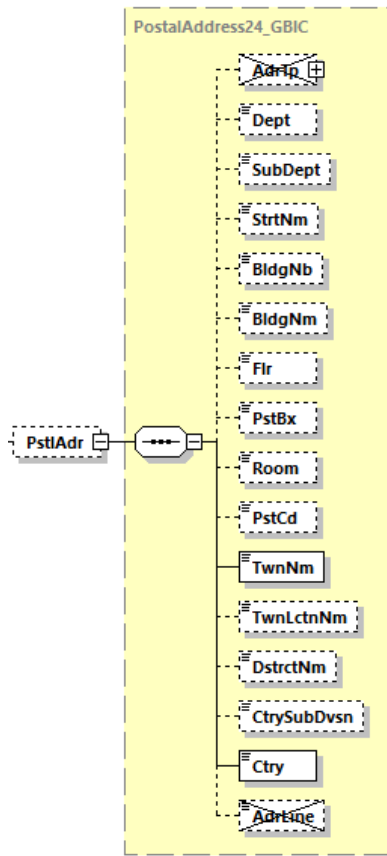 PostalAddress24_GBIC
AdrTp
Dept
SubDept
StrtNm
BldgNb
BldgNm
Flr
PstBx
PstlAdr
Room
PstCd
TwnNm
TwnLctnNm
DstrctNm
CtrySubDvsn
Ctry
AdrLine